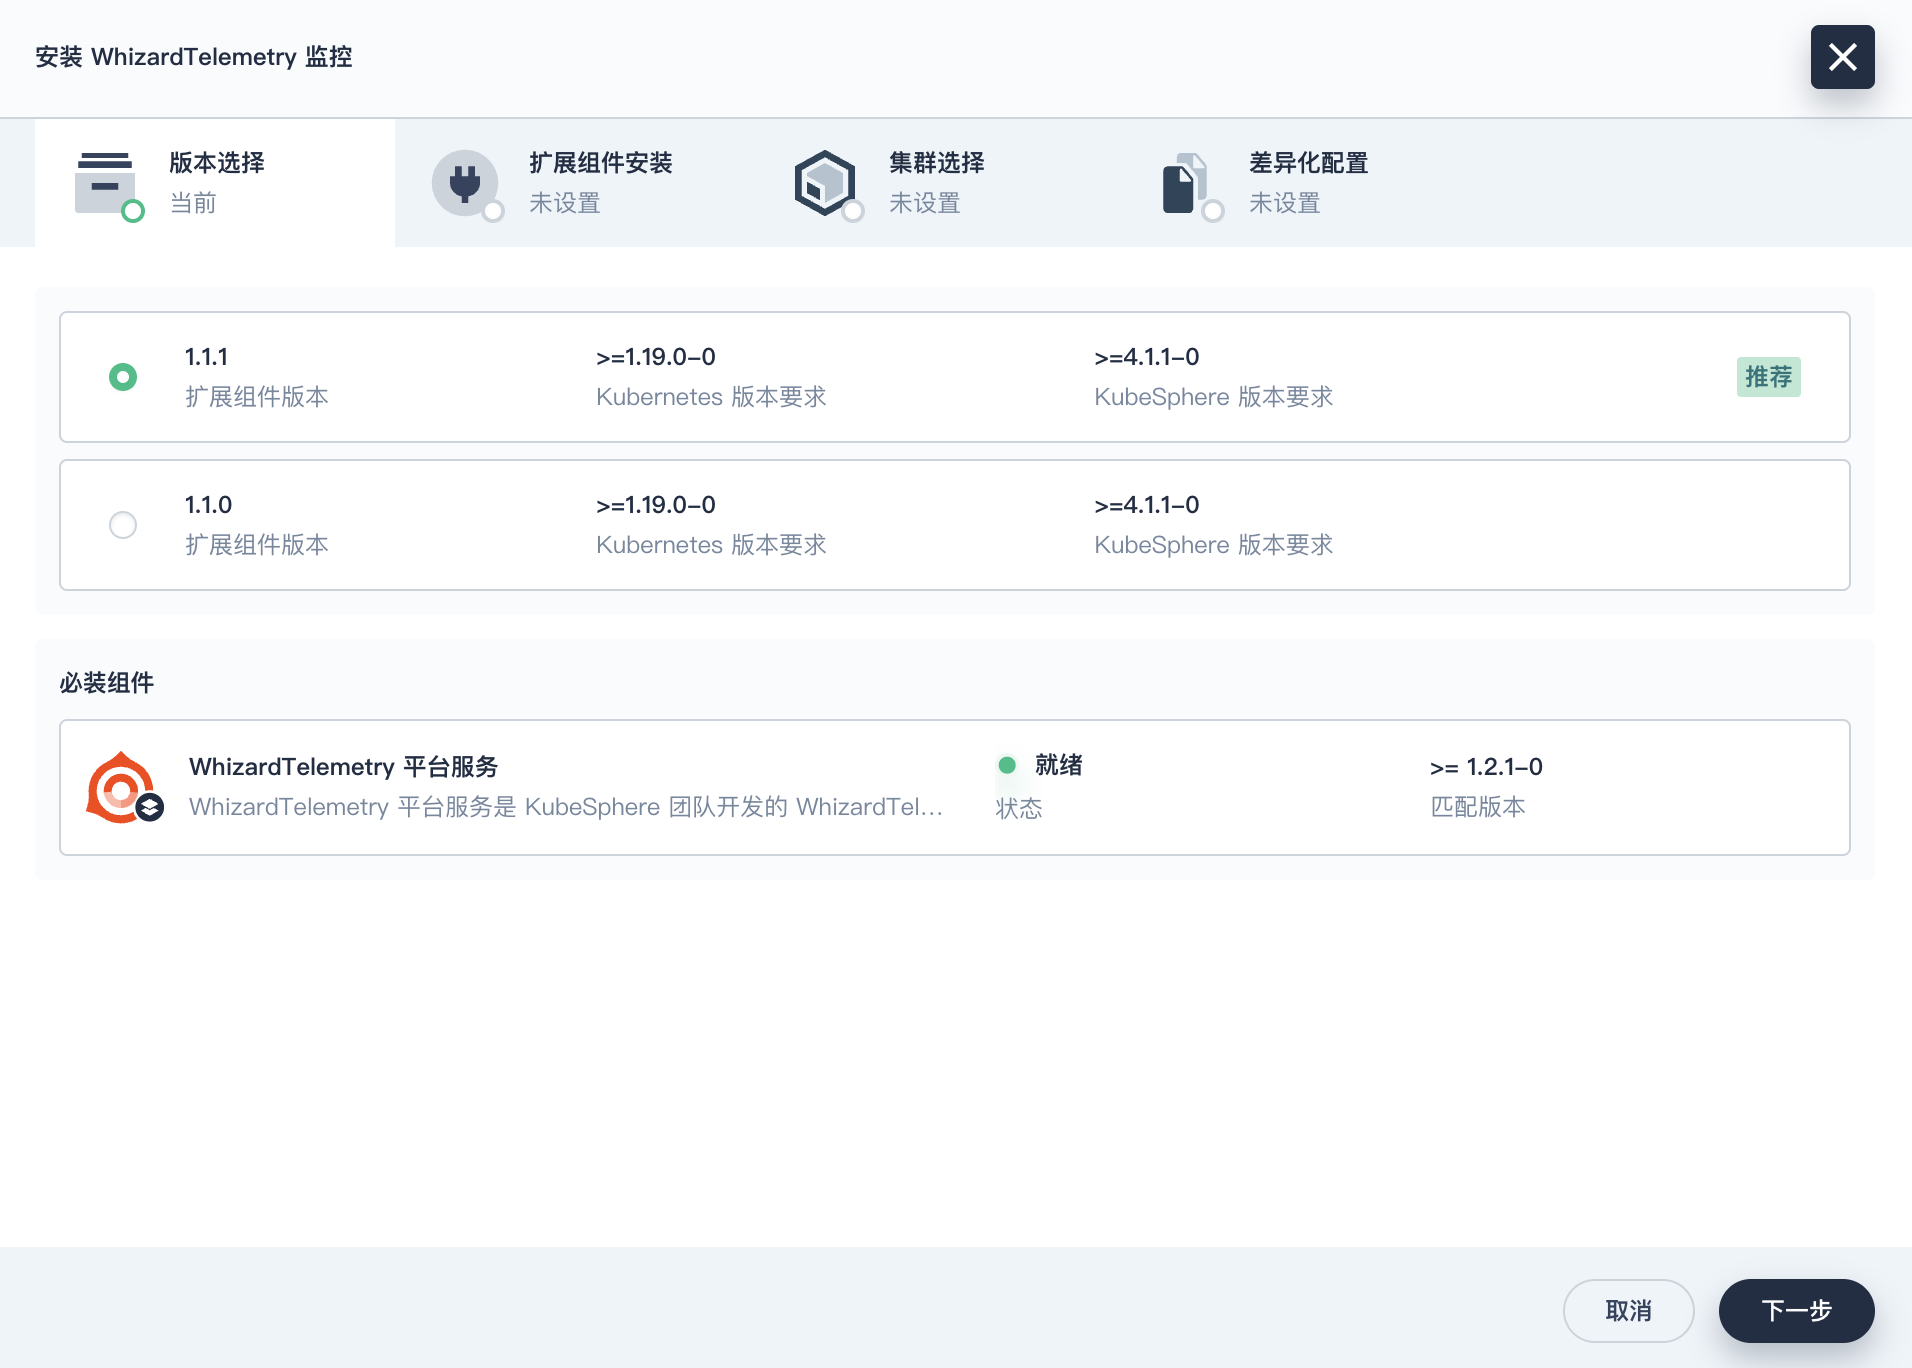 安装 WhizardTelemetry 监控
版本选择
当前
扩展组件安装
未设置
集群选择
未设置
差异化配置
未设置
1.1.1
扩展组件版本
>=1.19.0-0
Kubernetes 版本要求
>=4.1.1-0
KubeSphere 版本要求
推荐
1.1.0
扩展组件版本
>=1.19.0-0
Kubernetes 版本要求
>=4.1.1-0
KubeSphere 版本要求
必装组件
WhizardTelemetry 平台服务
WhizardTelemetry 平台服务是 KubeSphere 团队开发的 WhizardTel...
就绪
状态
>= 1.2.1-0
匹配版本
取消
下一步